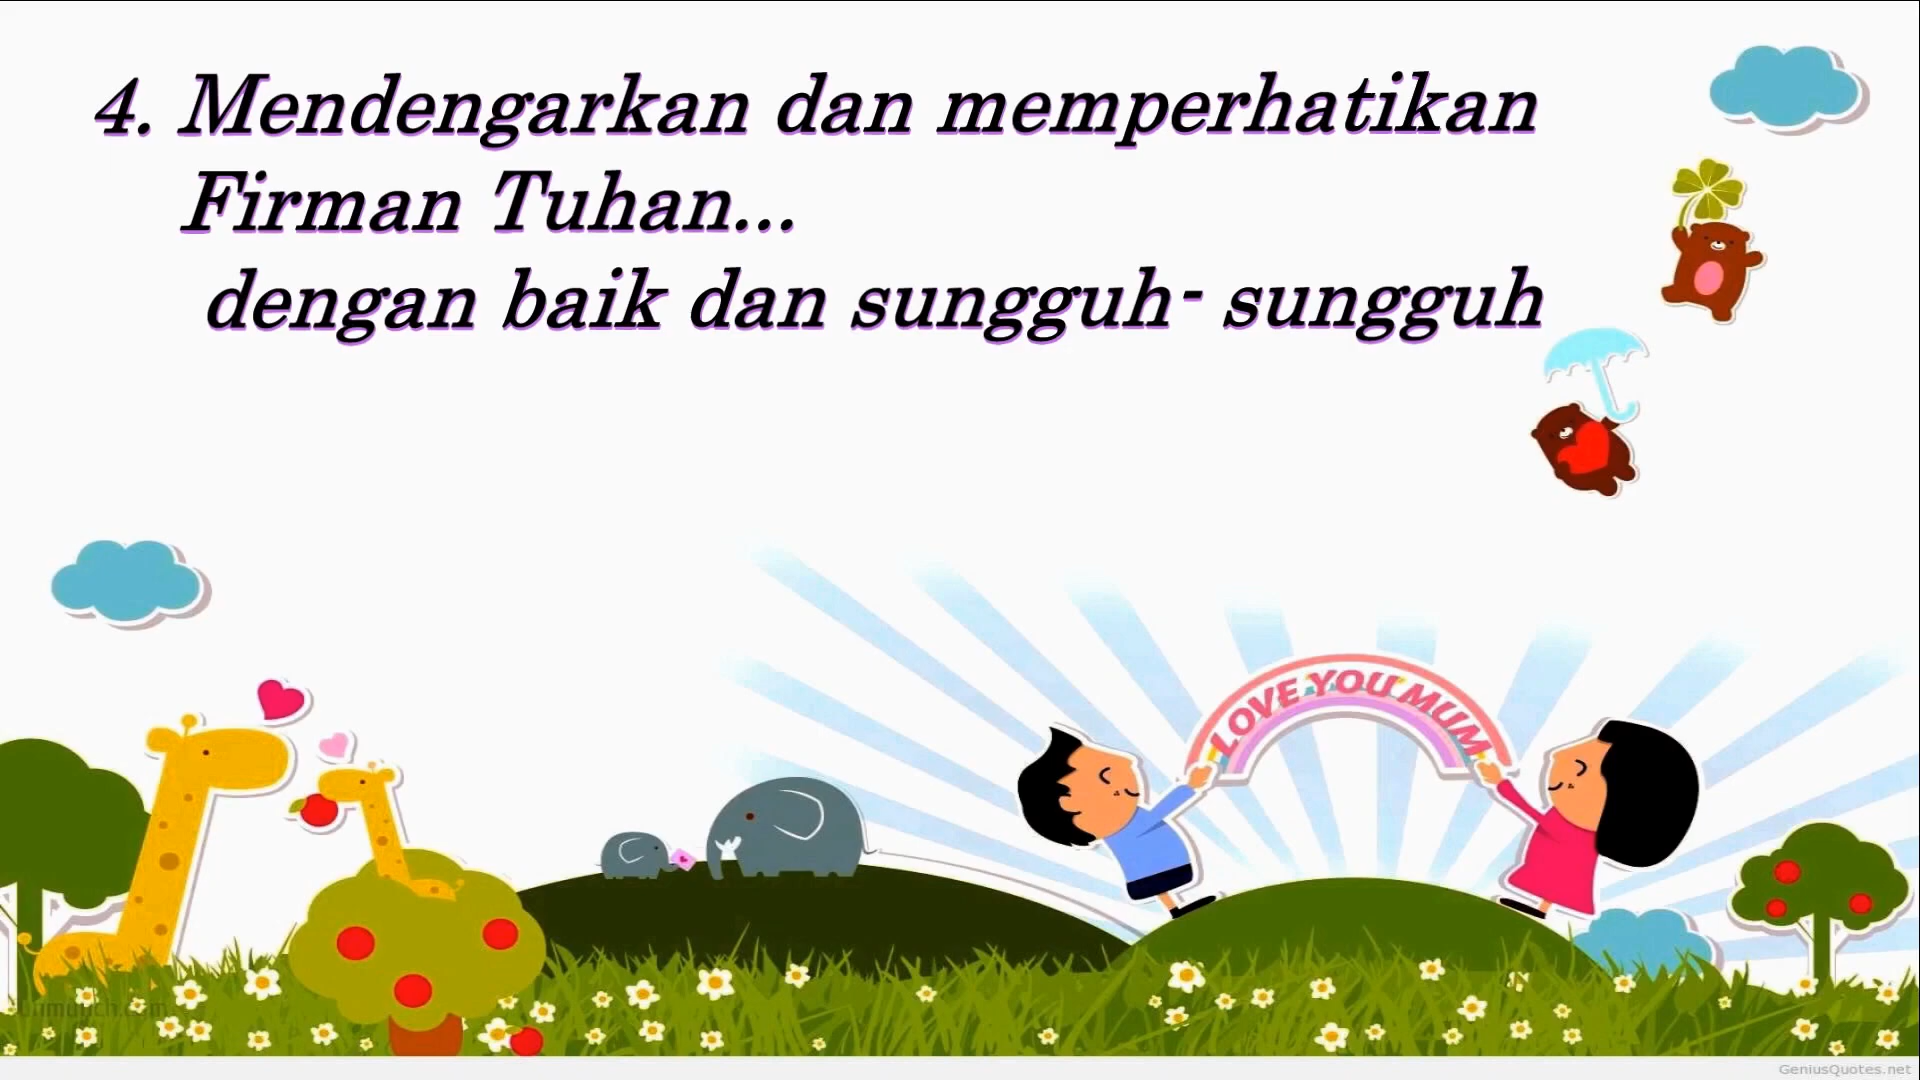 4. Mendengarkan dan memperhatikan
Firman Tuhan...
dengan baik dan sungguh- sungguh
LOVE YOU MUM
GeniusQuotes.net